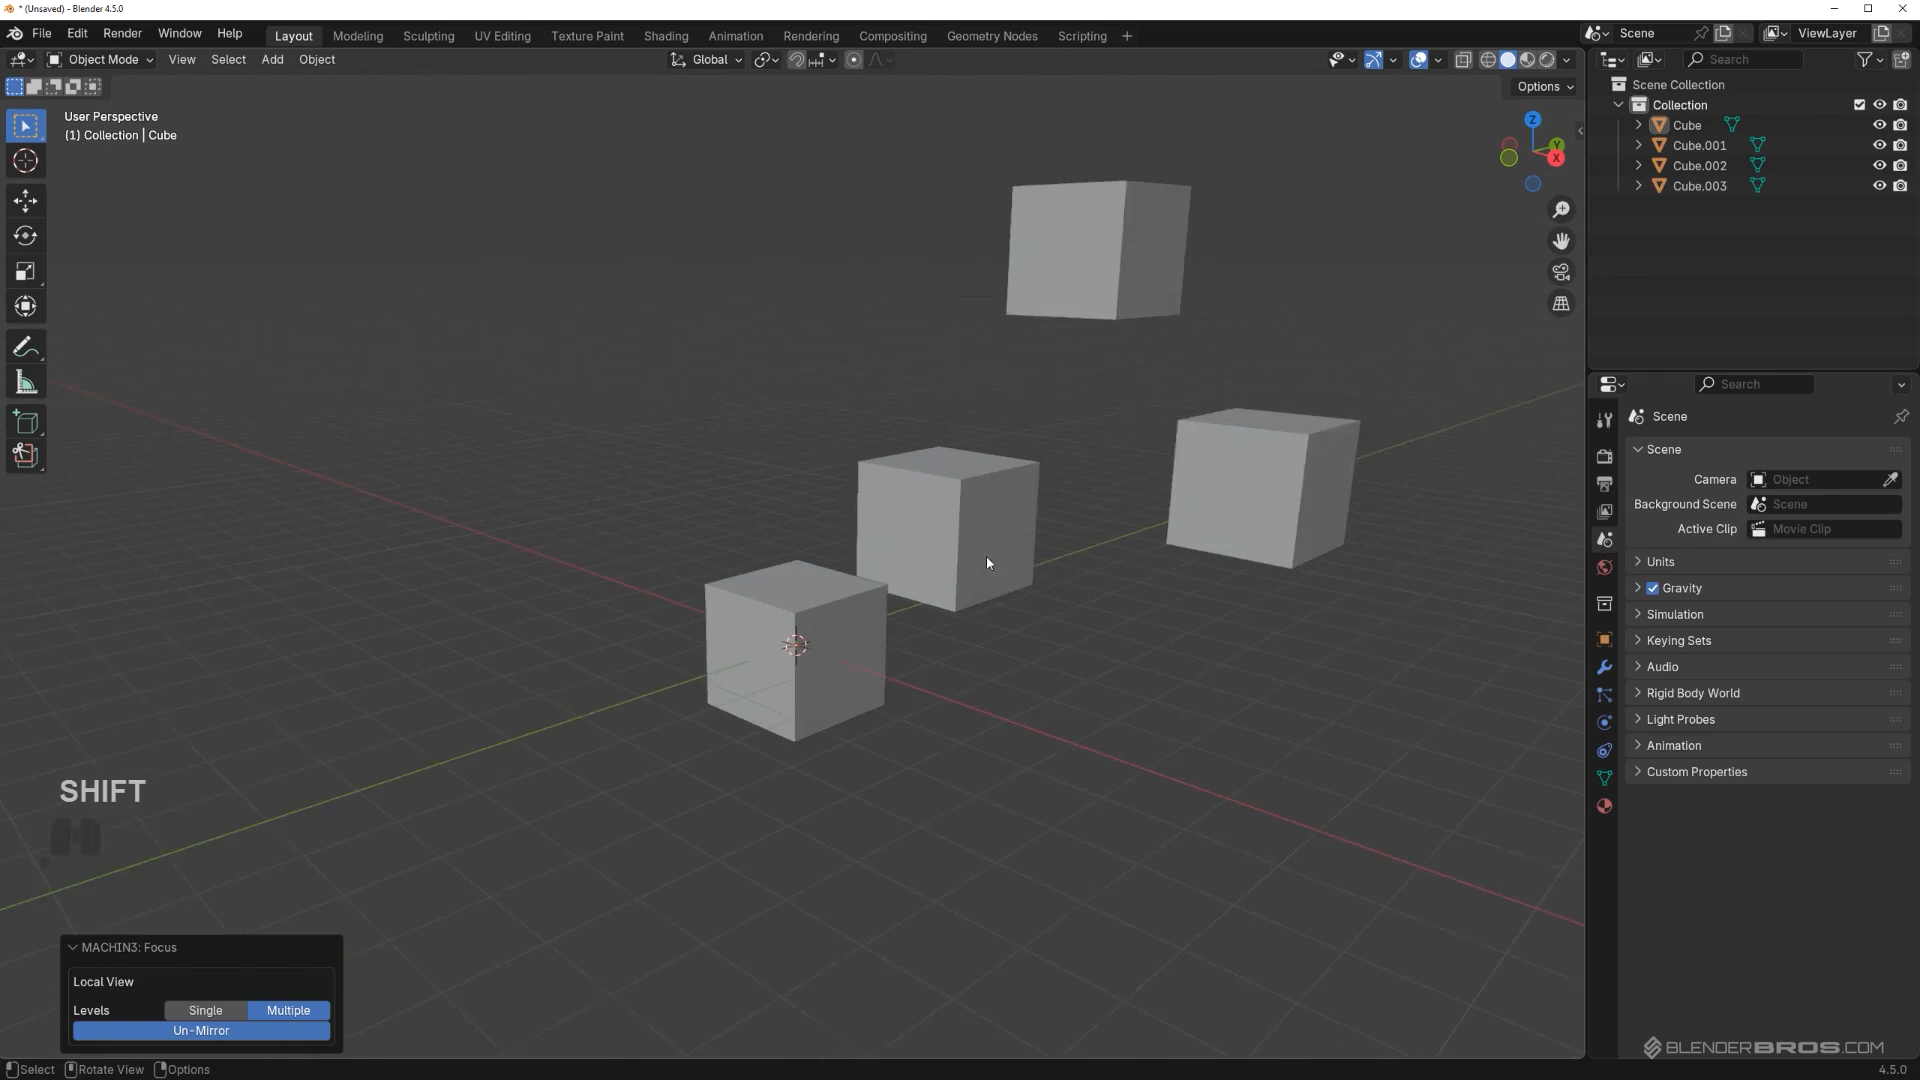 * (Unsaved) - Blender 4.5.0
File Edit Render Window Help
Layout Modeling Sculpting UV Editing Texture Paint Shading Animation Rendering Compositing Geometry Nodes Scripting +
Scene
ViewLayer
Object Mode View Select Add Object
Global
Search
Options
User Perspective
(1) Collection | Cube
Z
Y
X
Scene Collection
Collection
Cube
Cube.001
Cube.002
Cube.003
Search
Scene
Scene
Camera Object
Background Scene Scene
Active Clip Movie Clip
Units
Gravity
Simulation
Keying Sets
Audio
Rigid Body World
Light Probes
Animation
Custom Properties
SHIFT
MACHIN3: Focus
Local View
Levels Single Multiple
Un-Mirror
BLENDERBROS.COM
Select Rotate View Options
4.5.0